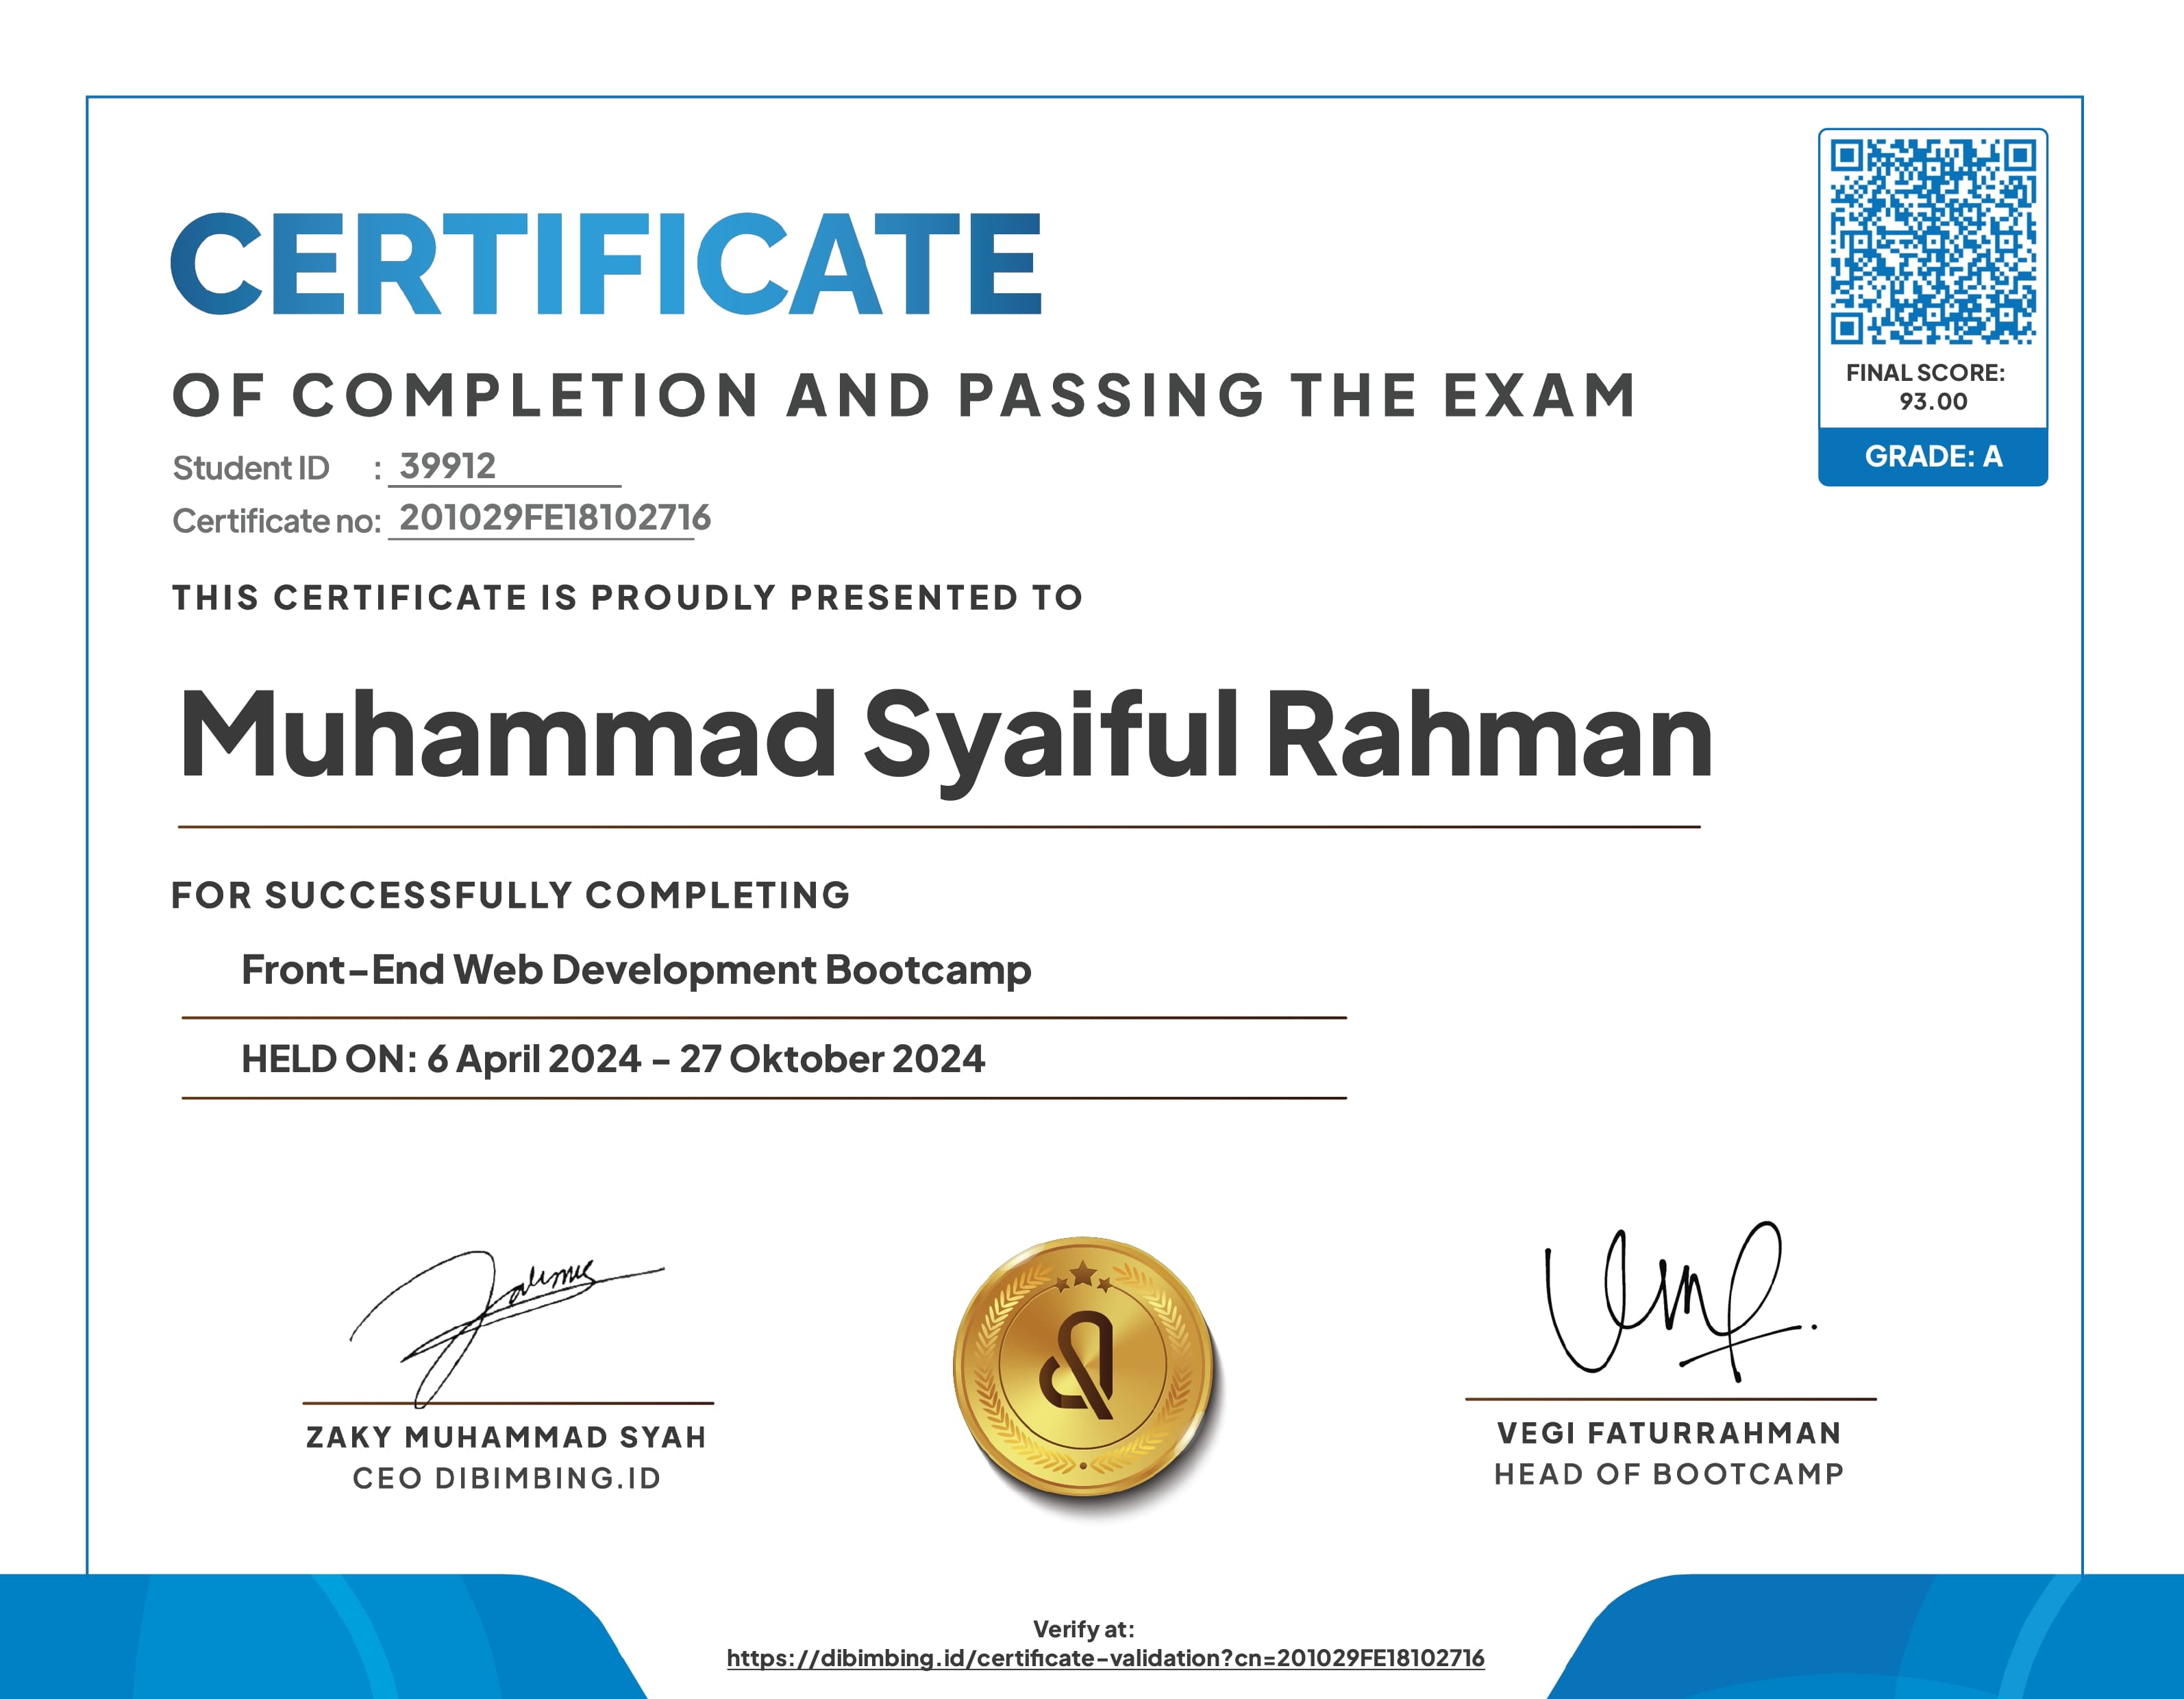 CERTIFICATE
OF COMPLETION AND PASSING THE EXAM
Student ID : 39912
Certificate no: 201029FE18102716
FINAL SCORE:
93.00
GRADE: A
THIS CERTIFICATE IS PROUDLY PRESENTED TO
Muhammad Syaiful Rahman
FOR SUCCESSFULLY COMPLETING
Front-End Web Development Bootcamp
HELD ON: 6 April 2024 - 27 Oktober 2024
ZAKY MUHAMMAD SYAH
CEO DIBIMBING.ID
VEGI FATURRAHMAN
HEAD OF BOOTCAMP
Verify at:
https://dibimbing.id/certificate-validation?cn=201029FE18102716